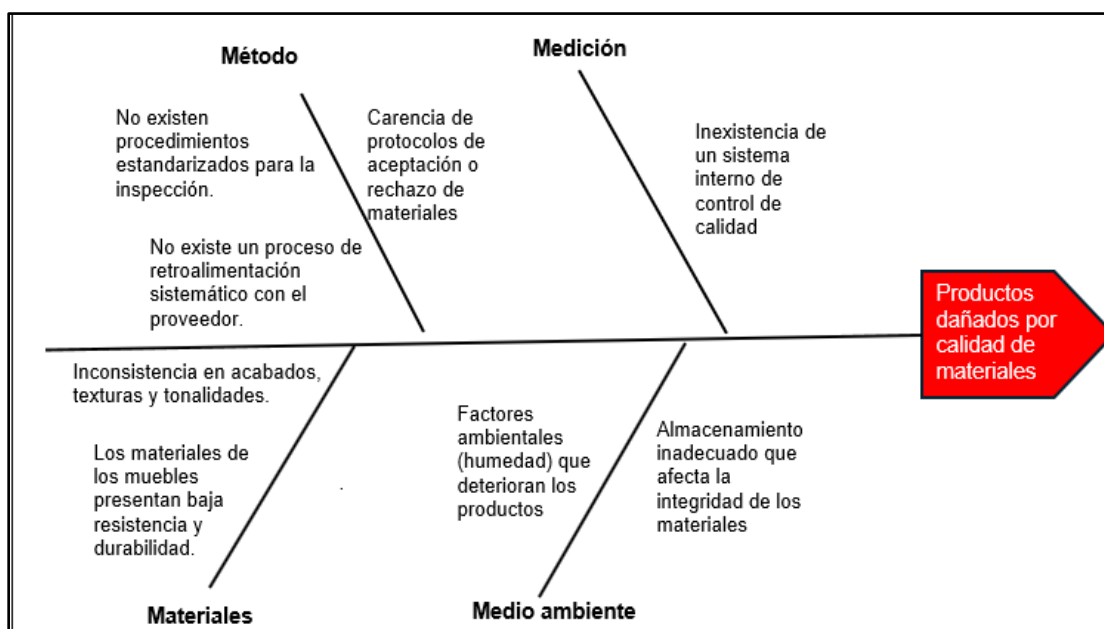 Método
Medición
No existen
procedimientos
estandarizados para la
inspección.
Carencia de
protocolos de
aceptación o
rechazo de
materiales
Inexistencia de
un sistema
interno de
control de
calidad
No existe un proceso de
retroalimentación
sistemático con el
proveedor.
Productos
dañados por
calidad de
materiales
Inconsistencia en acabados,
texturas y tonalidades.
Los materiales de
los muebles
presentan baja
resistencia y
durabilidad.
Factores
ambientales
(humedad) que
deterioran los
productos
Almacenamiento
inadecuado que
afecta la
integridad de los
materiales
Materiales
Medio ambiente